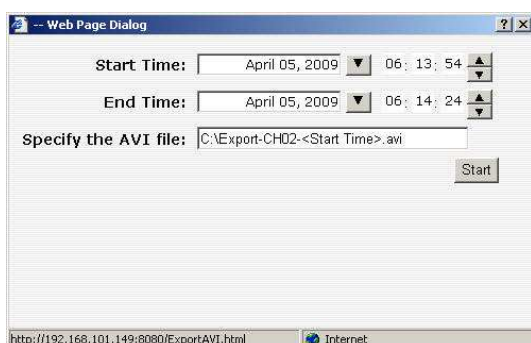 -- Web Page Dialog
Start Time: April 05, 2009 06: 13: 54
End Time: April 05, 2009 06: 14: 24
Specify the AVI file: C:\Export-CH02-<Start Time>.avi
Start
http://192.168.101.149:8080/ExportAVI.html Internet